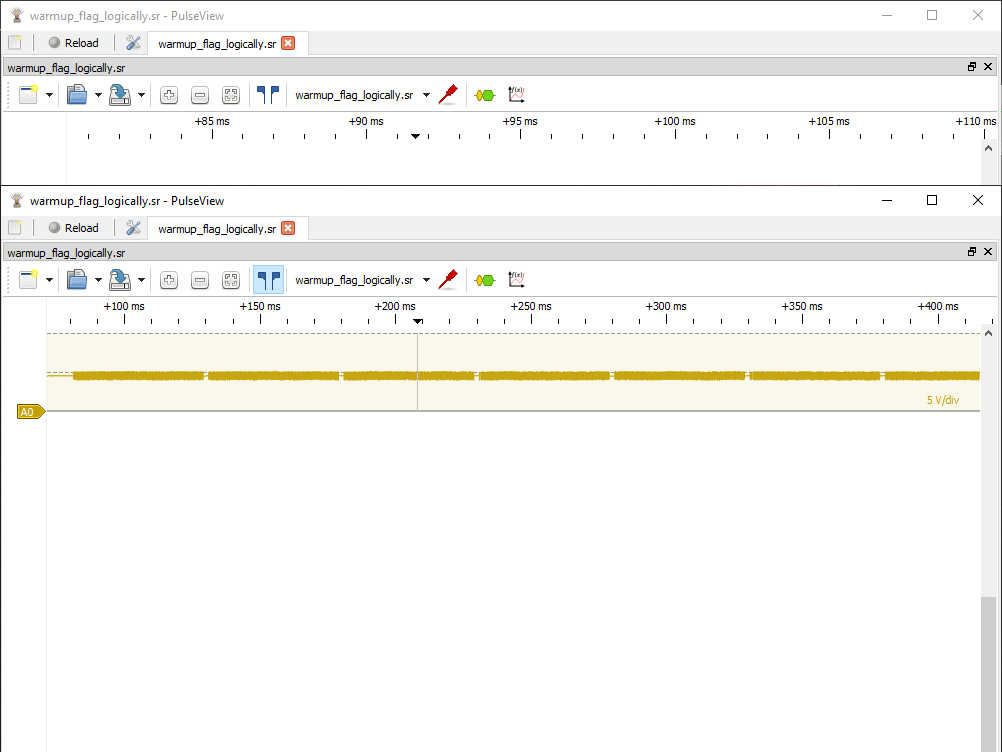 warmup_flag_logically.sr - PulseView
Reload
warmup_flag_logically.sr
warmup_flag_logically.sr
warmup_flag_logically.sr
f(x)
+85 ms +90 ms +95 ms +100 ms +105 ms +110 ms
warmup_flag_logically.sr - PulseView
Reload
warmup_flag_logically.sr
warmup_flag_logically.sr
warmup_flag_logically.sr
f(x)
+100 ms +150 ms +200 ms +250 ms +300 ms +350 ms +400 ms
5 V/div
A0